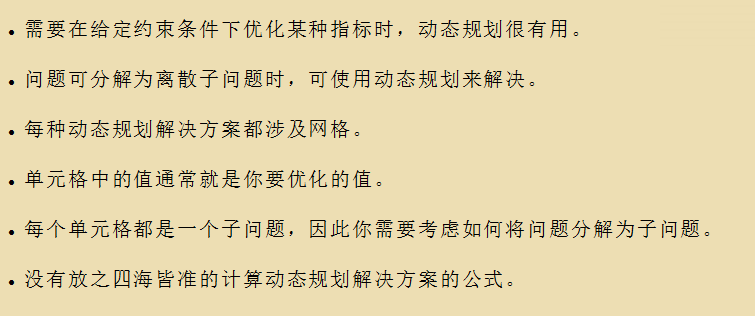 • 需要在给定约束条件下优化某种指标时，动态规划很有用。
• 问题可分解为离散子问题时，可使用动态规划来解决。
• 每种动态规划解决方案都涉及网格。
• 单元格中的值通常就是你要优化的值。
• 每个单元格都是一个子问题，因此你需要考虑如何将问题分解为子问题。
• 没有放之四海皆准的计算动态规划解决方案的公式。